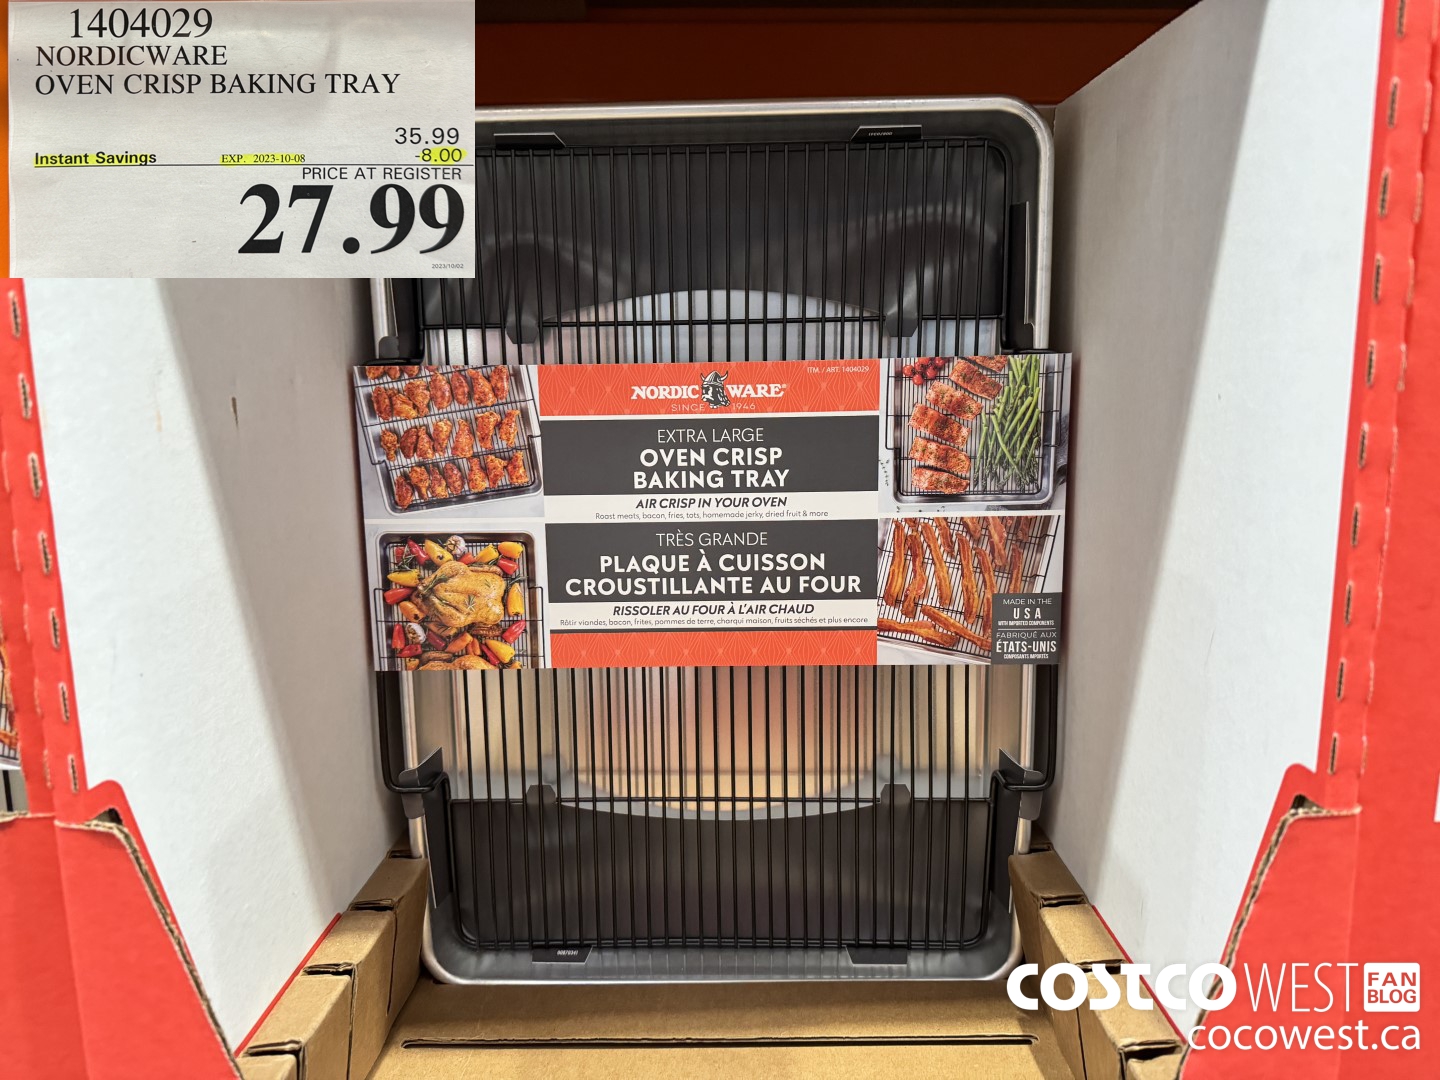 1404029
NORDICWARE
OVEN CRISP BAKING TRAY
35.99
Instant Savings EXP. 2023-10-08 -8.00
PRICE AT REGISTER
27.99
2023/10/02
ITM. / ART. 1404029
NORDIC WARE®
SINCE 1946
EXTRA LARGE
OVEN CRISP
BAKING TRAY
AIR CRISP IN YOUR OVEN
Roast meats, bacon, fries, tots, homemade jerky, dried fruit & more
TRÈS GRANDE
PLAQUE À CUISSON
CROUSTILLANTE AU FOUR
RISSOLER AU FOUR À L'AIR CHAUD
Rôtir viandes, bacon, frites, pommes de terre, charqui maison, fruits séchés et plus encore
MADE IN THE
USA
WITH IMPORTED COMPONENTS
FABRIQUÉ AUX
ÉTATS-UNIS
COMPOSANTS IMPORTÉS
COSTCO WEST FAN BLOG
cocowest.ca